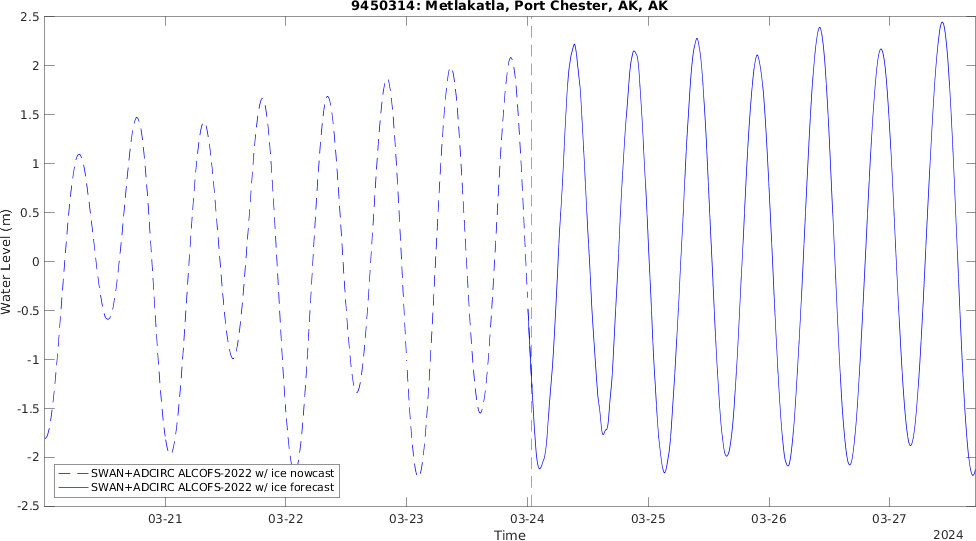 9450314: Metlakatla, Port Chester, AK, AK
2.5
2
1.5
1
0.5
0
-0.5
-1
-1.5
-2
-2.5
Water Level (m)
SWAN+ADCIRC ALCOFS-2022 w/ ice nowcast
SWAN+ADCIRC ALCOFS-2022 w/ ice forecast
03-21 03-22 03-23 03-24 03-25 03-26 03-27
Time
2024